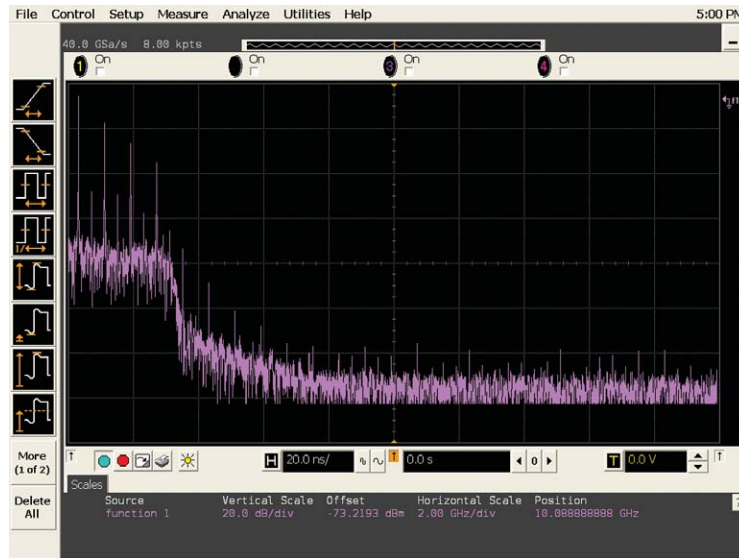 File Control Setup Measure Analyze Utilities Help 5:00 PM
40.0 GSa/s 8.00 kpts
1 On On 3 On 4 On
1/
More
(1 of 2)
Delete
All
H 20.0 ns/ 0.0 s 0 T 0.0 V
Scales
Source Vertical Scale Offset Horizontal Scale Position
function 1 20.0 dB/div -73.2193 dBm 2.00 GHz/div 10.088888888 GHz